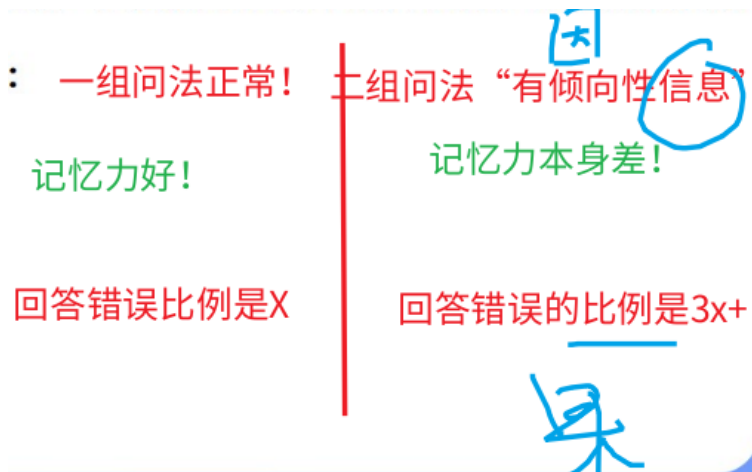 因
： 一组问法正常！ 二组问法“有倾向性信息”
记忆力好！ 记忆力本身差！
回答错误比例是X 回答错误的比例是3x+
果